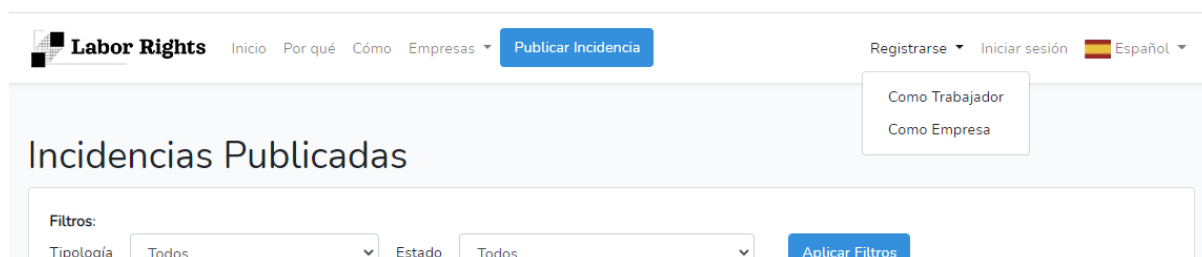 Labor Rights Inicio Por qué Cómo Empresas Publicar Incidencia Registrarse Iniciar sesión Español
Como Trabajador
Como Empresa
Incidencias Publicadas
Filtros:
Tipología Todos Estado Todos Aplicar Filtros